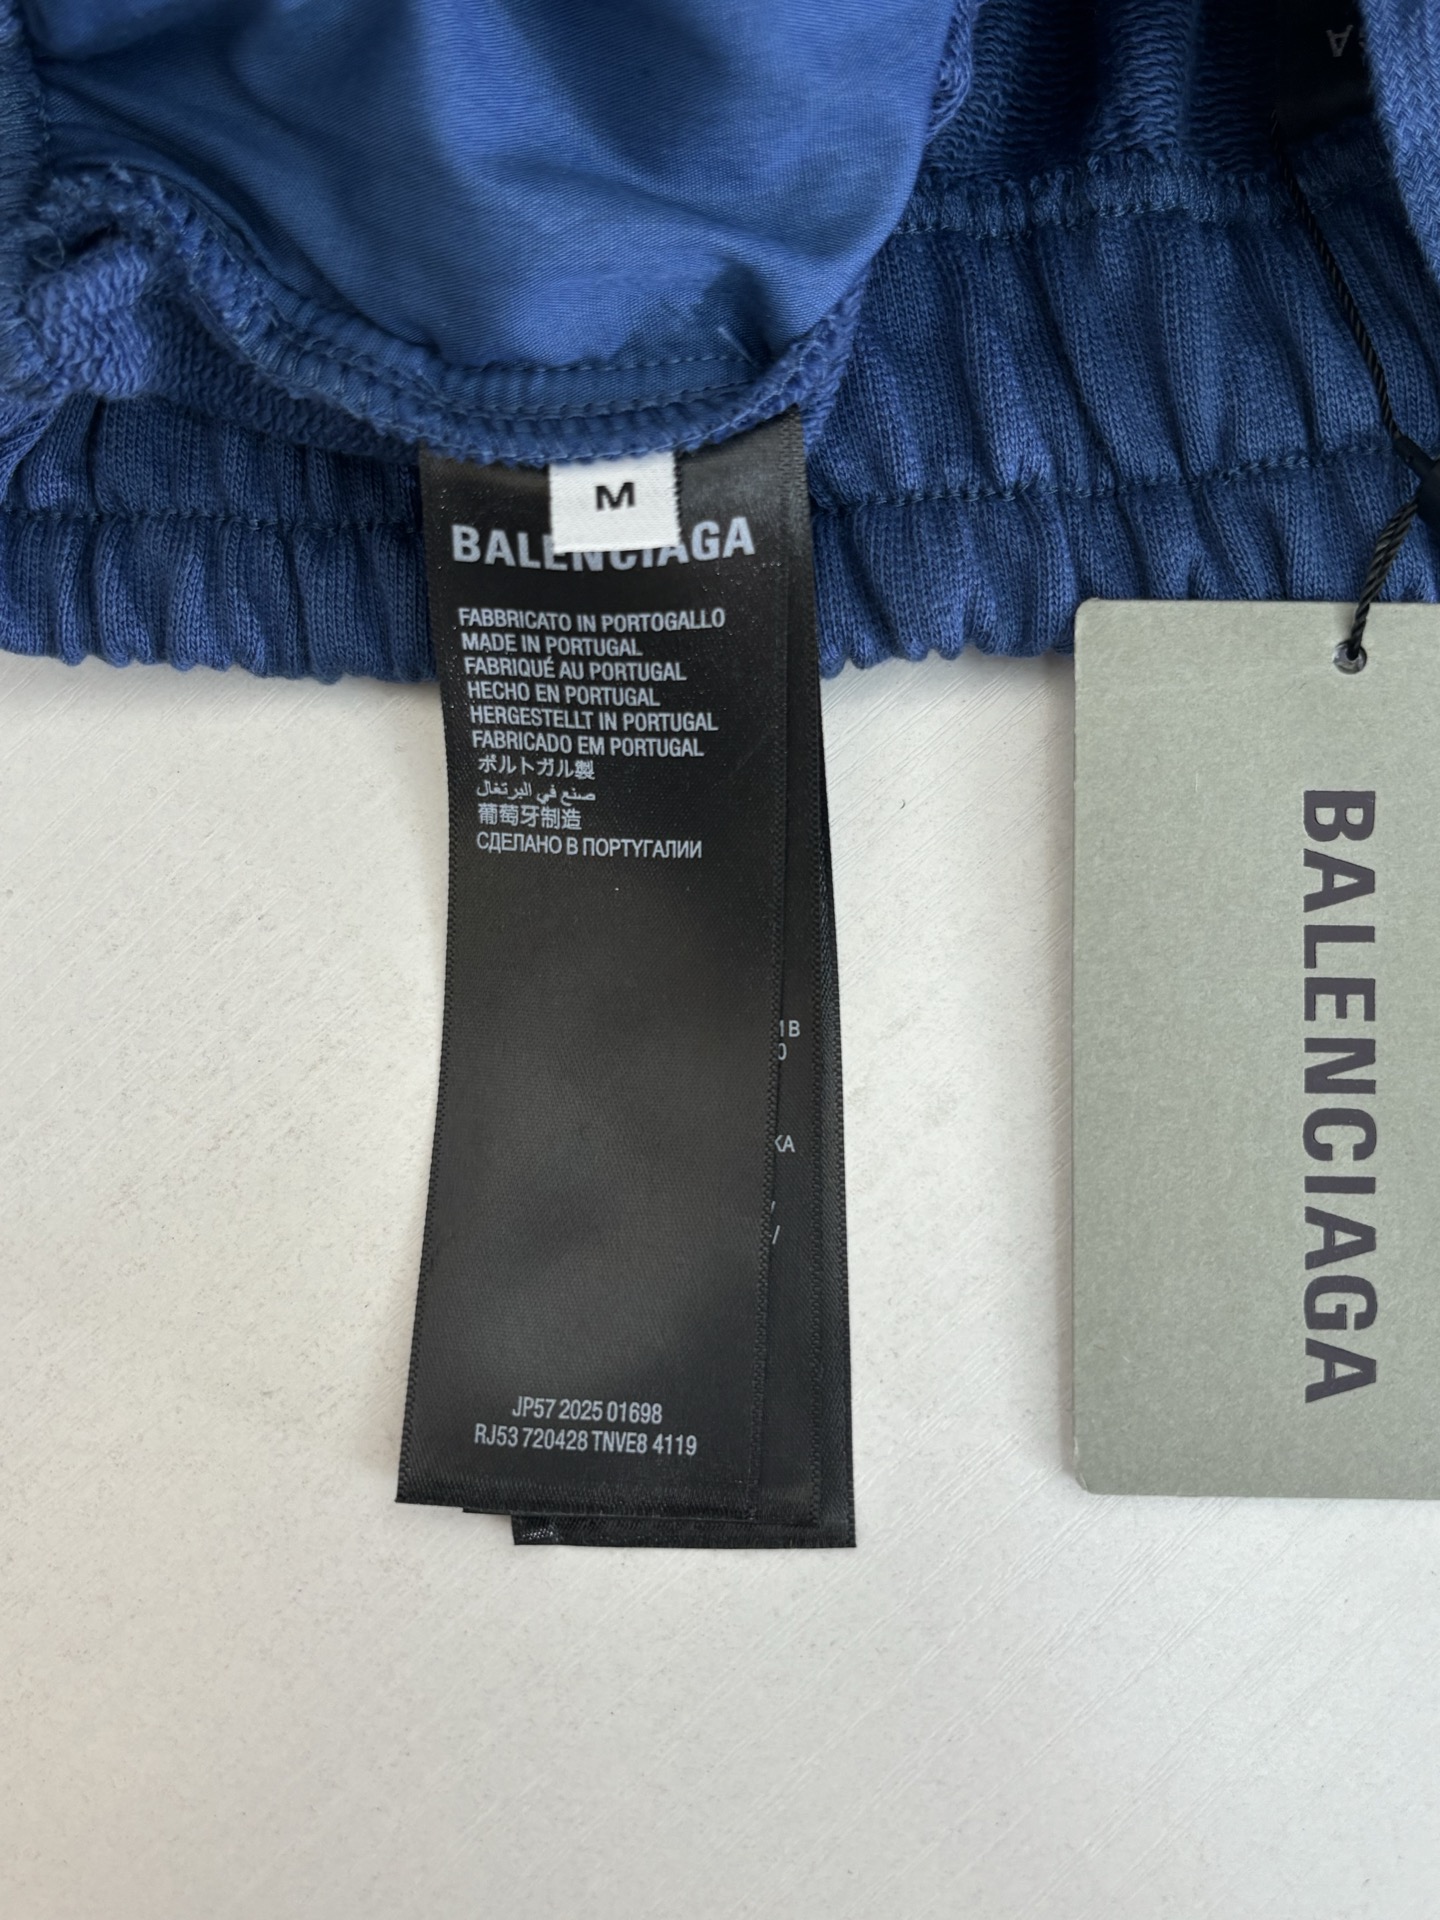 M
BALENCIAGA
FABBRICATO IN PORTOGALLO
MADE IN PORTUGAL
FABRIQUÉ AU PORTUGAL
HECHO EN PORTUGAL
HERGESTELLT IN PORTUGAL
FABRICADO EM PORTUGAL
ポルトガル製
صنع في البرتغال
葡萄牙制造
СДЕЛАНО В ПОРТУГАЛИИ
JP57 2025 01698
RJ53 720428 TNVE8 4119
BALENCIAGA